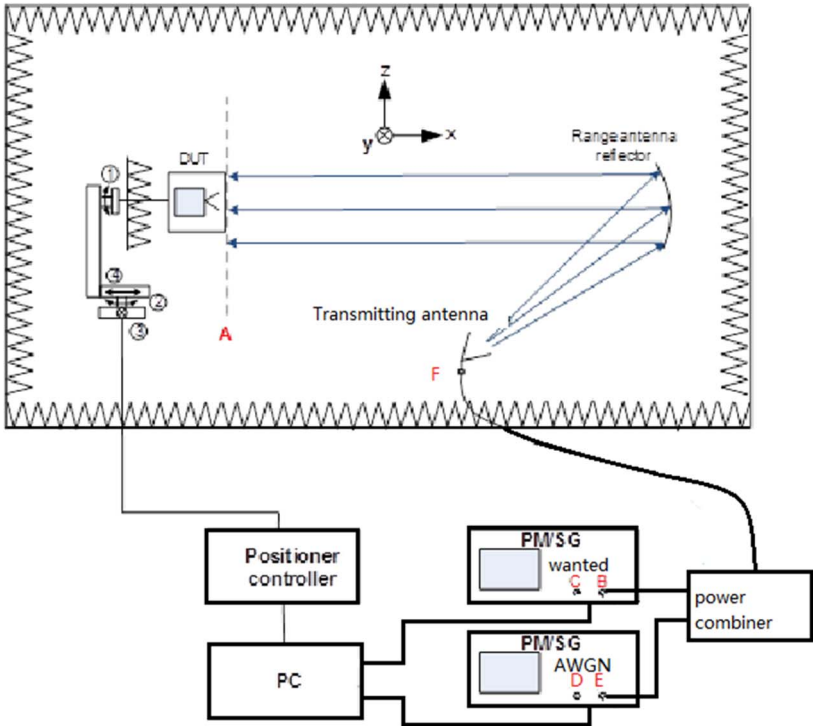 z
y
x
Rangeantenna
reflector
DUT
①
④
②
③
A
Transmitting antenna
F
Positioner
controller
PC
PM/SG
wanted
C B
PM/SG
AWGN
D E
power
combiner